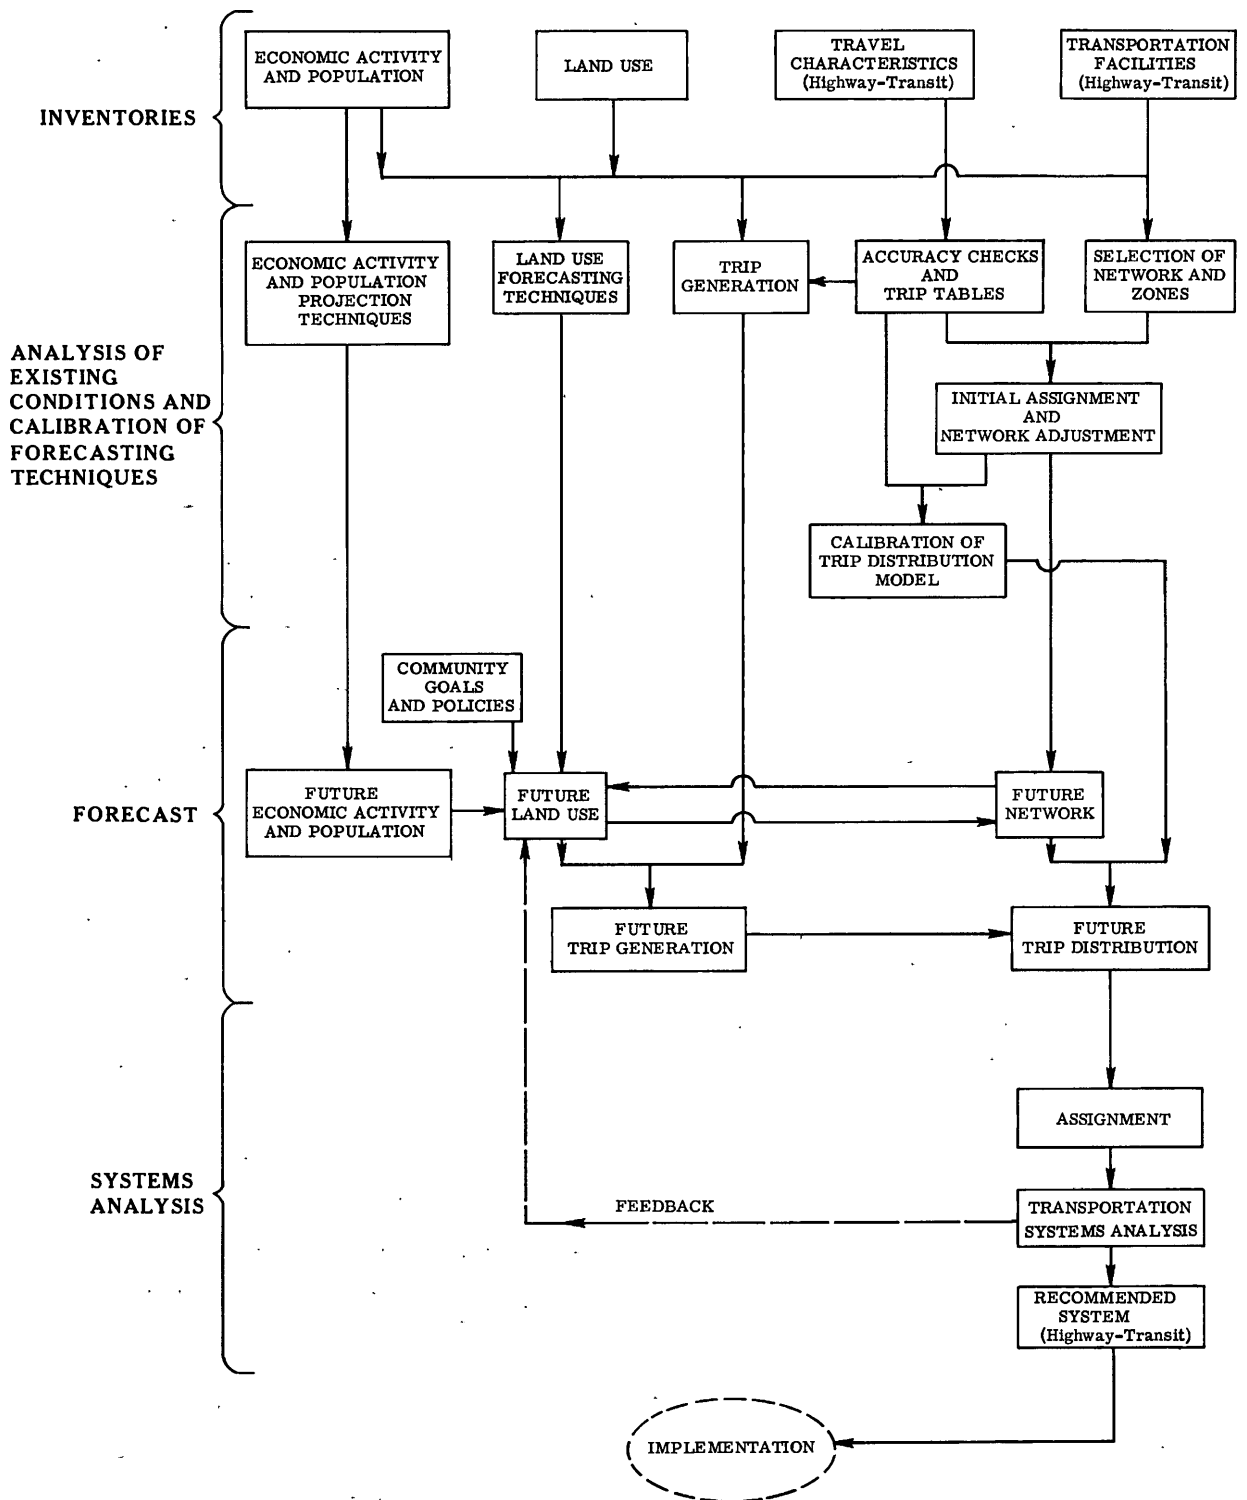 INVENTORIES
ECONOMIC ACTIVITY
AND POPULATION
LAND USE
TRAVEL
CHARACTERISTICS
(Highway-Transit)
TRANSPORTATION
FACILITIES
(Highway-Transit)
ANALYSIS OF
EXISTING
CONDITIONS AND
CALIBRATION OF
FORECASTING
TECHNIQUES
ECONOMIC ACTIVITY
AND POPULATION
PROJECTION
TECHNIQUES
LAND USE
FORECASTING
TECHNIQUES
TRIP
GENERATION
ACCURACY CHECKS
AND
TRIP TABLES
SELECTION OF
NETWORK AND
ZONES
INITIAL ASSIGNMENT
AND
NETWORK ADJUSTMENT
CALIBRATION OF
TRIP DISTRIBUTION
MODEL
FORECAST
COMMUNITY
GOALS
AND POLICIES
FUTURE
ECONOMIC ACTIVITY
AND POPULATION
FUTURE
LAND USE
FUTURE
NETWORK
FUTURE
TRIP GENERATION
FUTURE
TRIP DISTRIBUTION
SYSTEMS
ANALYSIS
ASSIGNMENT
FEEDBACK
TRANSPORTATION
SYSTEMS ANALYSIS
RECOMMENDED
SYSTEM
(Highway-Transit)
IMPLEMENTATION